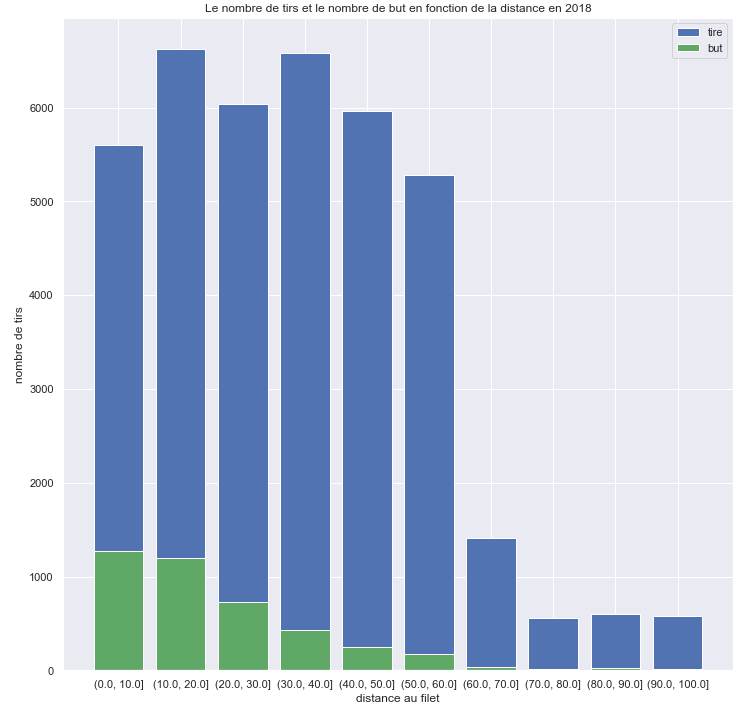 Le nombre de tirs et le nombre de but en fonction de la distance en 2018
tire
but
6000
5000
4000
3000
2000
1000
0
nombre de tirs
(0.0, 10.0] (10.0, 20.0] (20.0, 30.0] (30.0, 40.0] (40.0, 50.0] (50.0, 60.0] (60.0, 70.0] (70.0, 80.0] (80.0, 90.0] (90.0, 100.0]
distance au filet